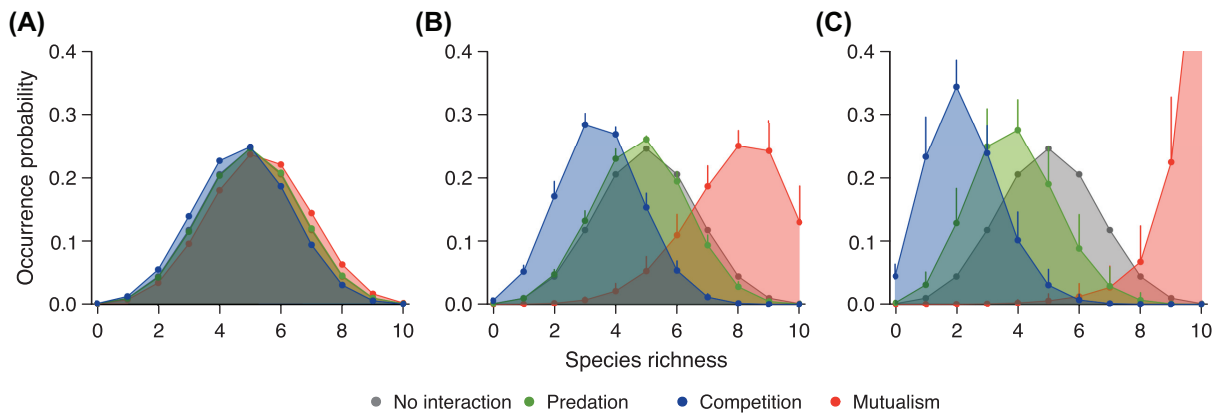 (A) (B) (C)
0.4 0.4 0.4
0.3 0.3 0.3
0.2 0.2 0.2
0.1 0.1 0.1
0.0 0.0 0.0
Occurrence probability
0 2 4 6 8 10 0 2 4 6 8 10 0 2 4 6 8 10
Species richness
No interaction Predation Competition Mutualism